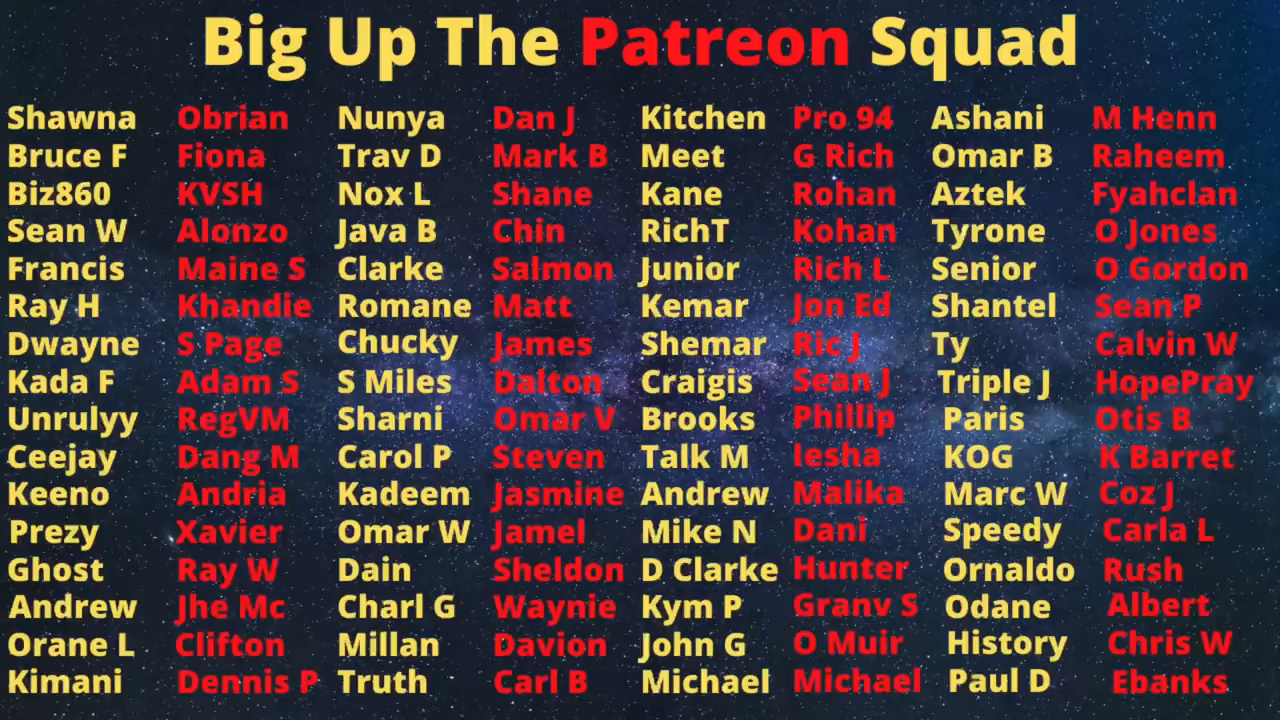 Big Up The Patreon Squad
Shawna Obrian Nunya Dan J Kitchen Pro 94 Ashani M Henn
Bruce F Fiona Trav D Mark B Meet G Rich Omar B Raheem
Biz860 KVSH Nox L Shane Kane Rohan Aztek Fyahclan
Sean W Alonzo Java B Chin RichT Kohan Tyrone O Jones
Francis Maine S Clarke Salmon Junior Rich L Senior O Gordon
Ray H Khandie Romane Matt Kemar Jon Ed Shantel Sean P
Dwayne S Page Chucky James Shemar Ric J Ty Calvin W
Kada F Adam S S Miles Dalton Craigis Sean J Triple J HopePray
Unrulyy RegVM Sharni Omar V Brooks Phillip Paris Otis B
Ceejay Dang M Carol P Steven Talk M Iesha KOG K Barret
Keeno Andria Kadeem Jasmine Andrew Malika Marc W Coz J
Prezy Xavier Omar W Jamel Mike N Dani Speedy Carla L
Ghost Ray W Dain Sheldon D Clarke Hunter Ornaldo Rush
Andrew Jhe Mc Charl G Waynie Kym P Granv S Odane Albert
Orane L Clifton Millan Davion John G O Muir History Chris W
Kimani Dennis P Truth Carl B Michael Michael Paul D Ebanks